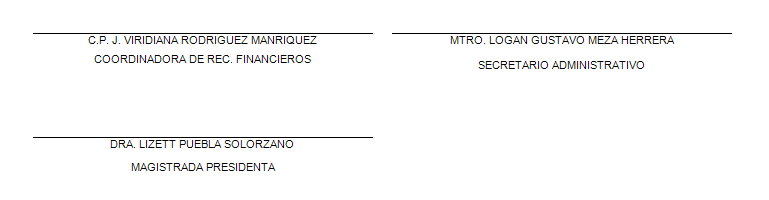 C.P. J. VIRIDIANA RODRIGUEZ MANRIQUEZ
COORDINADORA DE REC. FINANCIEROS
MTRO. LOGAN GUSTAVO MEZA HERRERA
SECRETARIO ADMINISTRATIVO
DRA. LIZETT PUEBLA SOLORZANO
MAGISTRADA PRESIDENTA